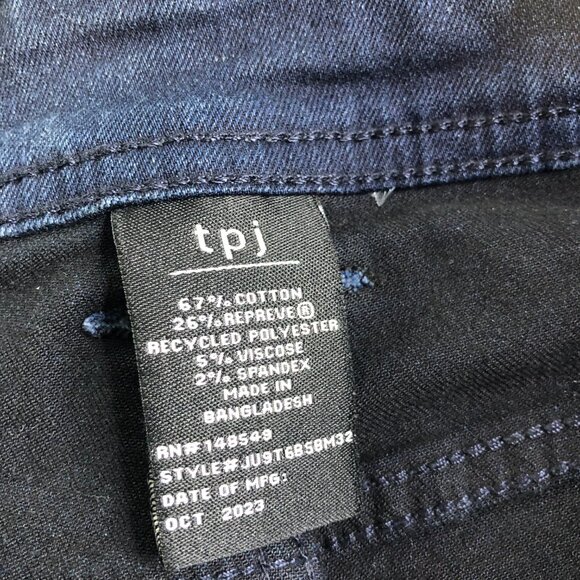 tpj
67% COTTON
26% REPREVE®
RECYCLED POLYESTER
5% VISCOSE
2% SPANDEX
MADE IN
BANGLADESH
RN# 148549
STYLE#JU9T6858M32
DATE OF MFG:
OCT 2023